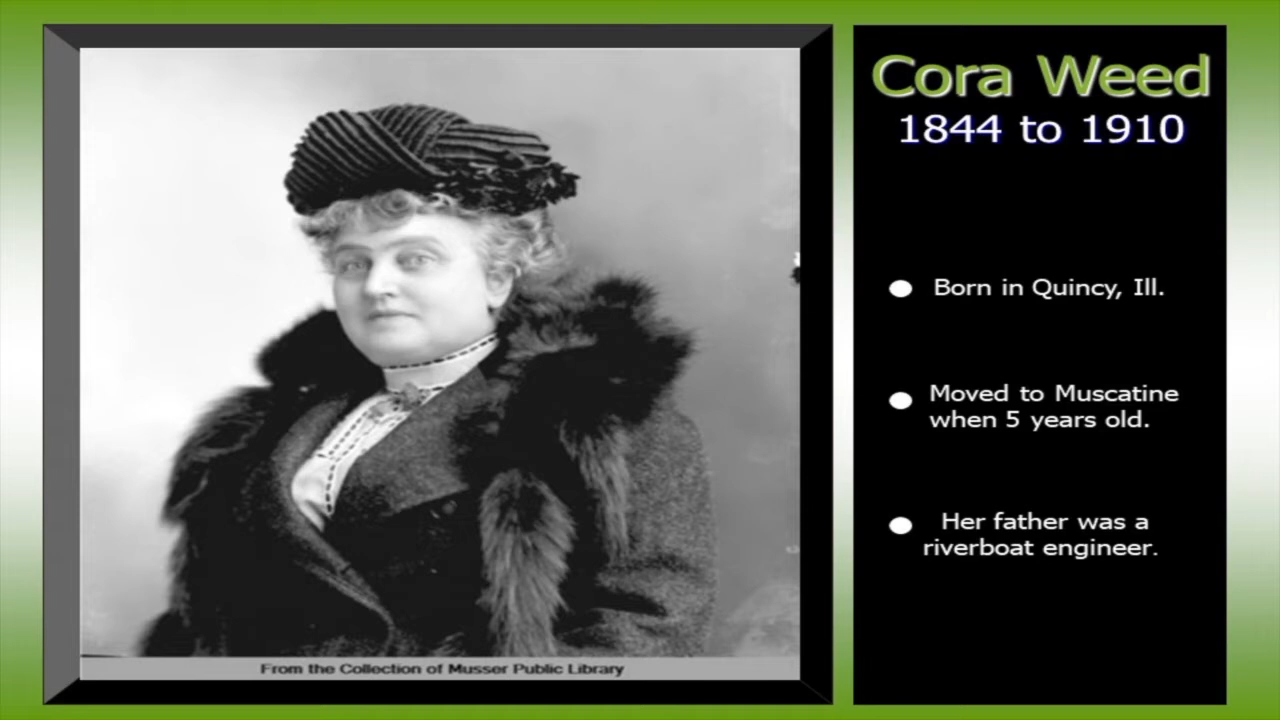 Cora Weed
1844 to 1910
Born in Quincy, Ill.
Moved to Muscatine
when 5 years old.
Her father was a
riverboat engineer.
From the Collection of Musser Public Library